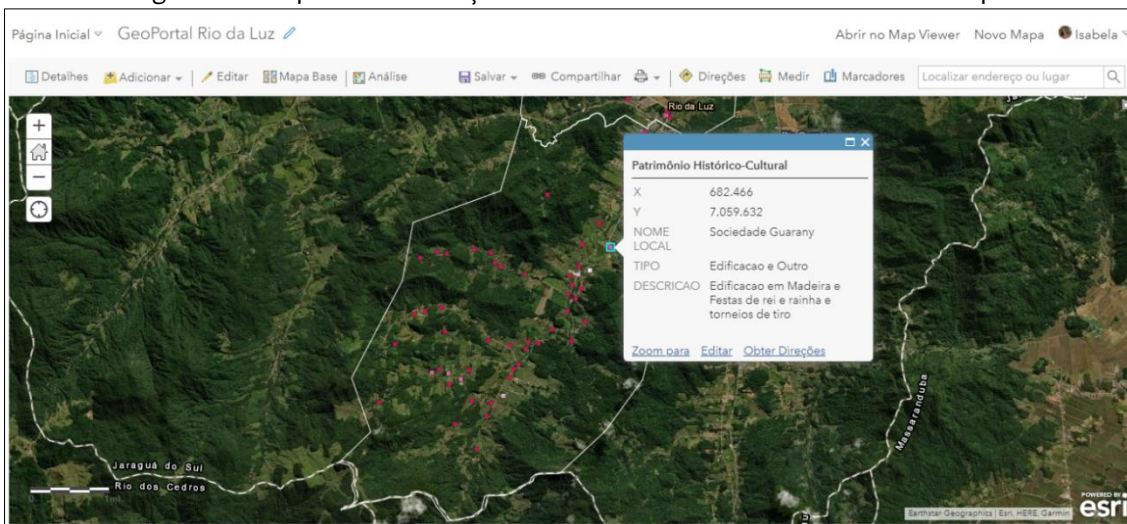 Página Inicial GeoPortal Rio da Luz Abrir no Map Viewer Novo Mapa Isabela
Detalhes Adicionar Editar Mapa Base Análise Salvar Compartilhar Direções Medir Marcadores Localizar endereço ou lugar
Rio da Luz
Patrimônio Histórico-Cultural
X 682.466
Y 7.059.632
NOME LOCAL Sociedade Guarany
TIPO Edificacao e Outro
DESCRICAO Edificacao em Madeira e
Festas de rei e rainha e
torneios de tiro
Zoom para Editar Obter Direções
Massaranduba
Jaraguá do Sul
Rio dos Cedros
0 1mi
Earthstar Geographics | Esri, HERE, Garmin
POWERED BY
esri